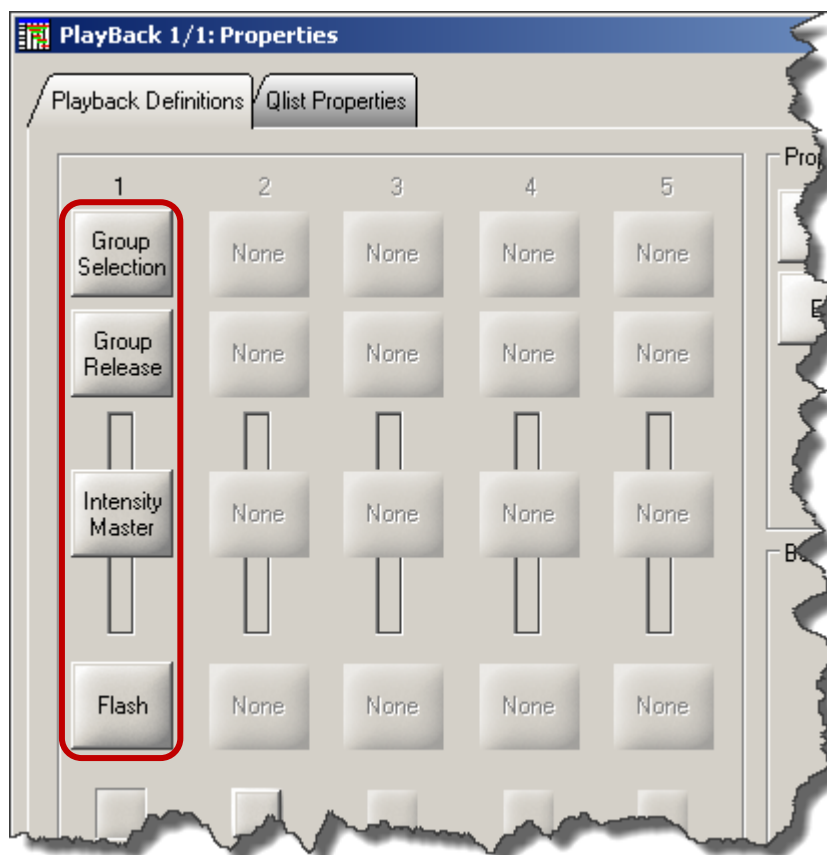 PlayBack 1/1: Properties
Playback Definitions Qlist Properties
1 2 3 4 5
Group Selection None None None None
Group Release None None None None
Intensity Master None None None None
Flash None None None None